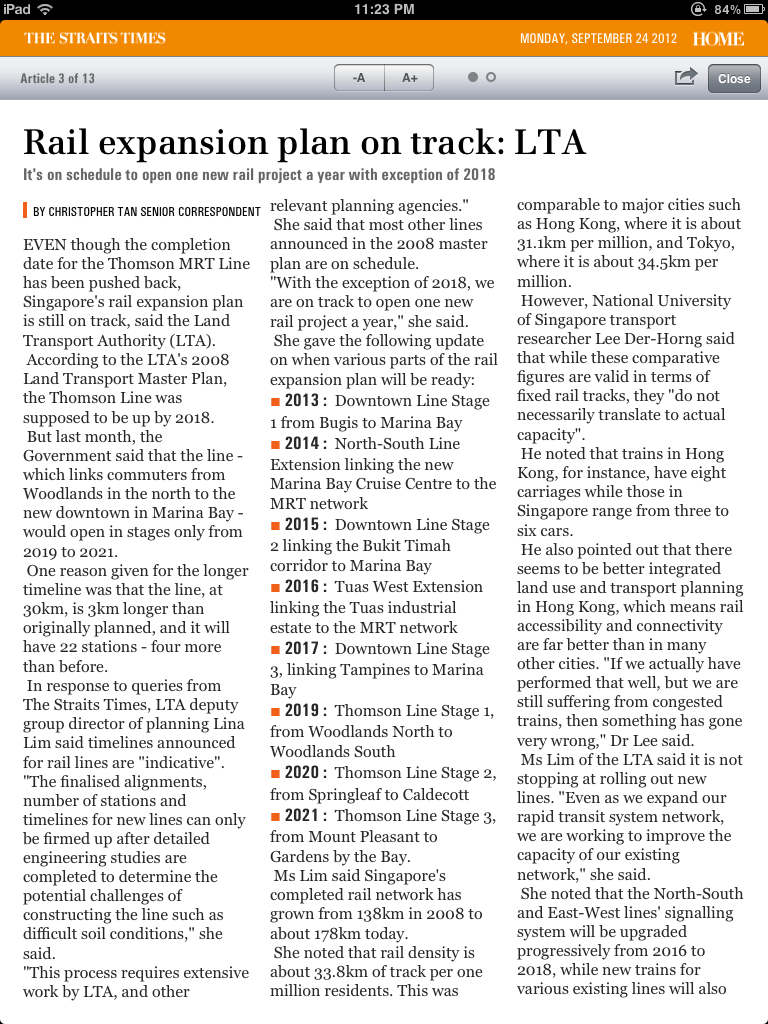 iPad
11:23 PM
84%
THE STRAITS TIMES
MONDAY, SEPTEMBER 24 2012
HOME
Article 3 of 13
-A
A+
Close
Rail expansion plan on track: LTA
It's on schedule to open one new rail project a year with exception of 2018
BY CHRISTOPHER TAN SENIOR CORRESPONDENT
EVEN though the completion
date for the Thomson MRT Line
has been pushed back,
Singapore's rail expansion plan
is still on track, said the Land
Transport Authority (LTA).
According to the LTA's 2008
Land Transport Master Plan,
the Thomson Line was
supposed to be up by 2018.
But last month, the
Government said that the line -
which links commuters from
Woodlands in the north to the
new downtown in Marina Bay -
would open in stages only from
2019 to 2021.
One reason given for the longer
timeline was that the line, at
30km, is 3km longer than
originally planned, and it will
have 22 stations - four more
than before.
In response to queries from
The Straits Times, LTA deputy
group director of planning Lina
Lim said timelines announced
for rail lines are "indicative".
"The finalised alignments,
number of stations and
timelines for new lines can only
be firmed up after detailed
engineering studies are
completed to determine the
potential challenges of
constructing the line such as
difficult soil conditions," she
said.
"This process requires extensive
work by LTA, and other
relevant planning agencies."
She said that most other lines
announced in the 2008 master
plan are on schedule.
"With the exception of 2018, we
are on track to open one new
rail project a year," she said.
She gave the following update
on when various parts of the rail
expansion plan will be ready:
■ 2013 : Downtown Line Stage
1 from Bugis to Marina Bay
■ 2014 : North-South Line
Extension linking the new
Marina Bay Cruise Centre to the
MRT network
■ 2015 : Downtown Line Stage
2 linking the Bukit Timah
corridor to Marina Bay
■ 2016 : Tuas West Extension
linking the Tuas industrial
estate to the MRT network
■ 2017 : Downtown Line Stage
3, linking Tampines to Marina
Bay
■ 2019 : Thomson Line Stage 1,
from Woodlands North to
Woodlands South
■ 2020 : Thomson Line Stage 2,
from Springleaf to Caldecott
■ 2021 : Thomson Line Stage 3,
from Mount Pleasant to
Gardens by the Bay.
Ms Lim said Singapore's
completed rail network has
grown from 138km in 2008 to
about 178km today.
She noted that rail density is
about 33.8km of track per one
million residents. This was
comparable to major cities such
as Hong Kong, where it is about
31.1km per million, and Tokyo,
where it is about 34.5km per
million.
However, National University
of Singapore transport
researcher Lee Der-Horng said
that while these comparative
figures are valid in terms of
fixed rail tracks, they "do not
necessarily translate to actual
capacity".
He noted that trains in Hong
Kong, for instance, have eight
carriages while those in
Singapore range from three to
six cars.
He also pointed out that there
seems to be better integrated
land use and transport planning
in Hong Kong, which means rail
accessibility and connectivity
are far better than in many
other cities. "If we actually have
performed that well, but we are
still suffering from congested
trains, then something has gone
very wrong," Dr Lee said.
Ms Lim of the LTA said it is not
stopping at rolling out new
lines. "Even as we expand our
rapid transit system network,
we are working to improve the
capacity of our existing
network," she said.
She noted that the North-South
and East-West lines' signalling
system will be upgraded
progressively from 2016 to
2018, while new trains for
various existing lines will also